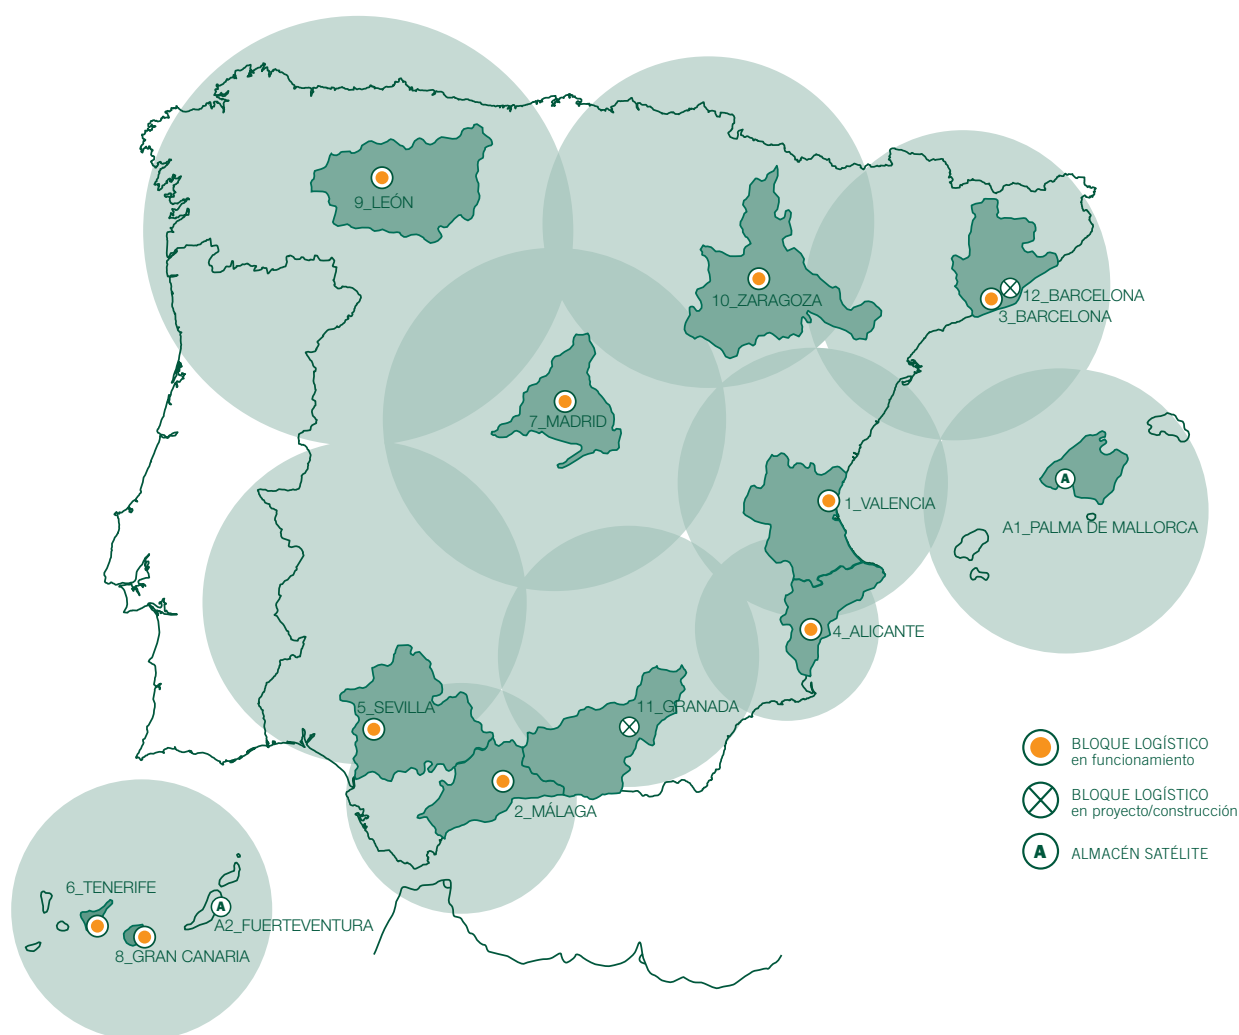 9_LEÓN
10_ZARAGOZA
12_BARCELONA
3_BARCELONA
7_MADRID
A
1_VALENCIA
A1_PALMA DE MALLORCA
4_ALICANTE
5_SEVILLA
11_GRANADA
2_MÁLAGA
BLOQUE LOGÍSTICO
en funcionamiento
BLOQUE LOGÍSTICO
en proyecto/construcción
A
ALMACÉN SATÉLITE
6_TENERIFE
A
A2_FUERTEVENTURA
8_GRAN CANARIA